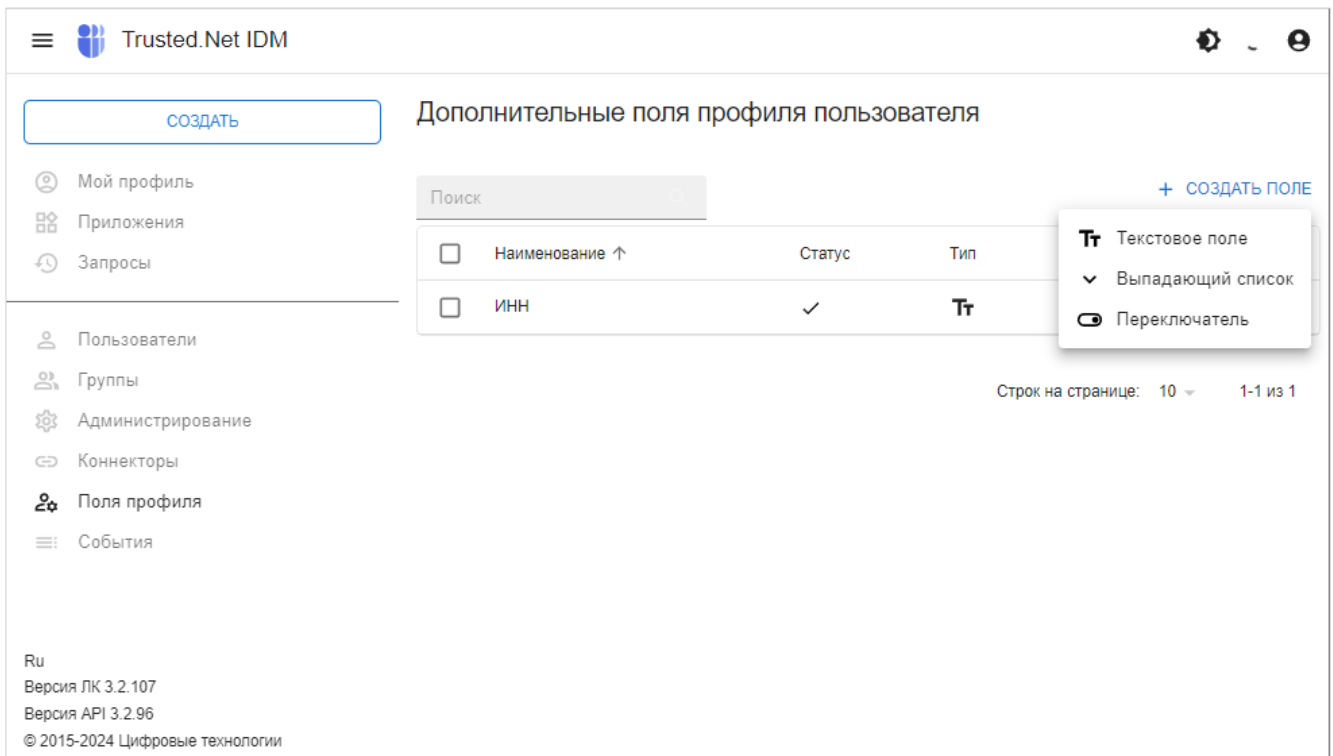 Trusted.Net IDM
СОЗДАТЬ
Мой профиль
Приложения
Запросы
Пользователи
Группы
Администрирование
Коннекторы
Поля профиля
События
Ru
Версия ЛК 3.2.107
Версия API 3.2.96
© 2015-2024 Цифровые технологии
Дополнительные поля профиля пользователя
Поиск
+ СОЗДАТЬ ПОЛЕ
Текстовое поле
Выпадающий список
Переключатель
Наименование ↑ Статус Тип
ИНН
Строк на странице: 10 1-1 из 1